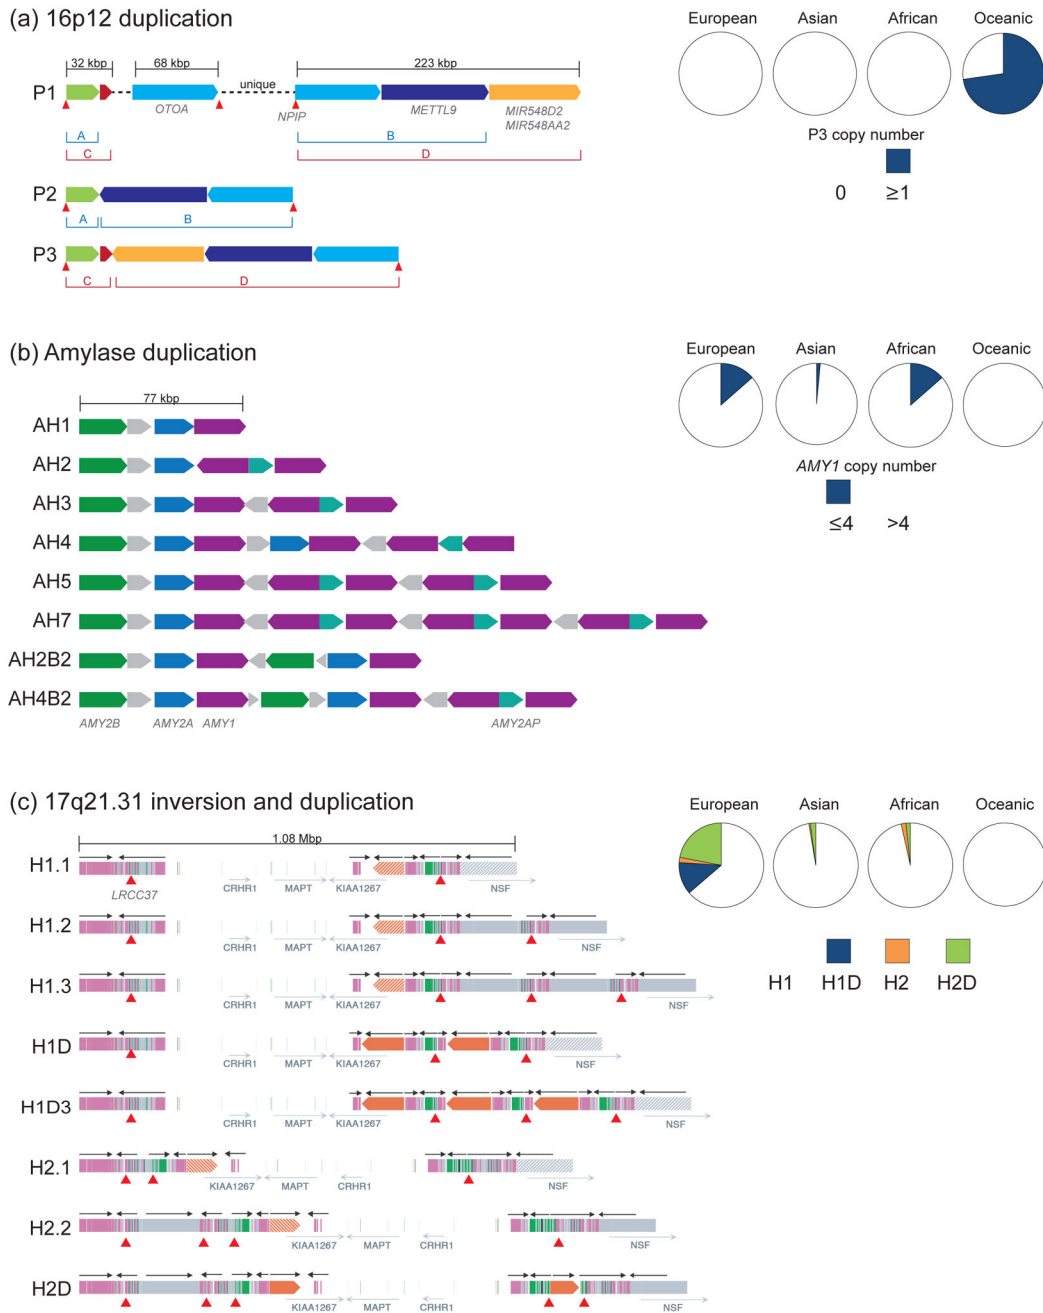 (a) 16p12 duplication
European Asian African Oceanic
32 kbp 68 kbp unique 223 kbp
P1
OTOA NPIP METTL9 MIR548D2
MIR548AA2
A B
C D
P3 copy number
0 ≥1
P2
A B
P3
C D
(b) Amylase duplication
European Asian African Oceanic
77 kbp
AH1
AH2
AH3
AH4
AH5
AH7
AH2B2
AH4B2
AMY2B AMY2A AMY1 AMY2AP
AMY1 copy number
≤4 >4
(c) 17q21.31 inversion and duplication
European Asian African Oceanic
1.08 Mbp
H1.1
LRCC37 CRHR1 MAPT KIAA1267 NSF
H1.2
CRHR1 MAPT KIAA1267 NSF
H1.3
CRHR1 MAPT KIAA1267 NSF
H1D
CRHR1 MAPT KIAA1267 NSF
H1D3
CRHR1 MAPT KIAA1267 NSF
H2.1
KIAA1267 MAPT CRHR1 NSF
H2.2
KIAA1267 MAPT CRHR1 NSF
H2D
KIAA1267 MAPT CRHR1 NSF
H1 H1D H2 H2D